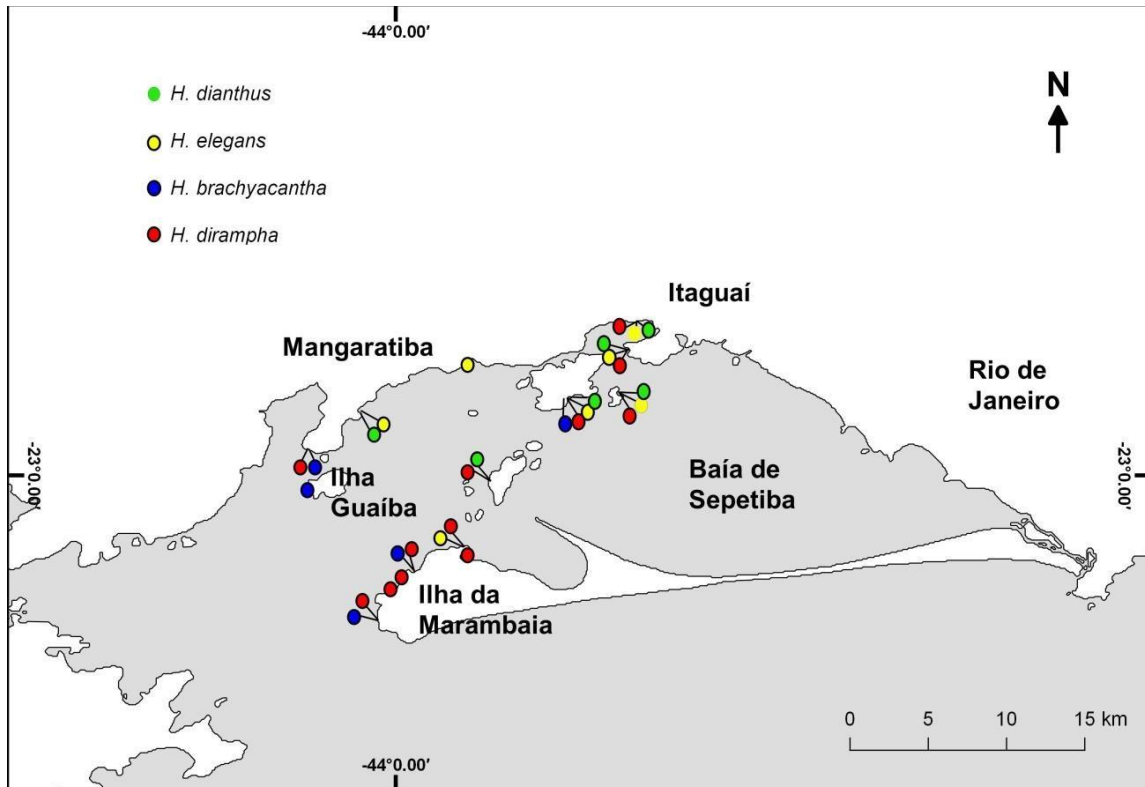 -44°0.00′
H. dianthus
H. elegans
H. brachyacantha
H. dirampha
N
Itaguaí
Mangaratiba
Rio de
Janeiro
-23°0.00′
Ilha
Guaíba
Baía de
Sepetiba
-23°0.00′
Ilha da
Marambaia
0 5 10 15 km
-44°0.00′